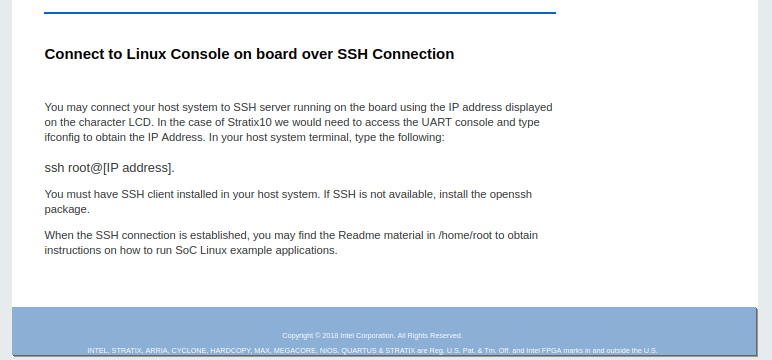 Connect to Linux Console on board over SSH Connection
You may connect your host system to SSH server running on the board using the IP address displayed
on the character LCD. In the case of Stratix10 we would need to access the UART console and type
ifconfig to obtain the IP Address. In your host system terminal, type the following:
ssh root@[IP address].
You must have SSH client installed in your host system. If SSH is not available, install the openssh
package.
When the SSH connection is established, you may find the Readme material in /home/root to obtain
instructions on how to run SoC Linux example applications.
Copyright © 2018 Intel Corporation. All Rights Reserved.
INTEL, STRATIX, ARRIA, CYCLONE, HARDCOPY, MAX, MEGACORE, NIOS, QUARTUS & STRATIX are Reg. U.S. Pat. & Tm. Off. and Intel FPGA marks in and outside the U.S.